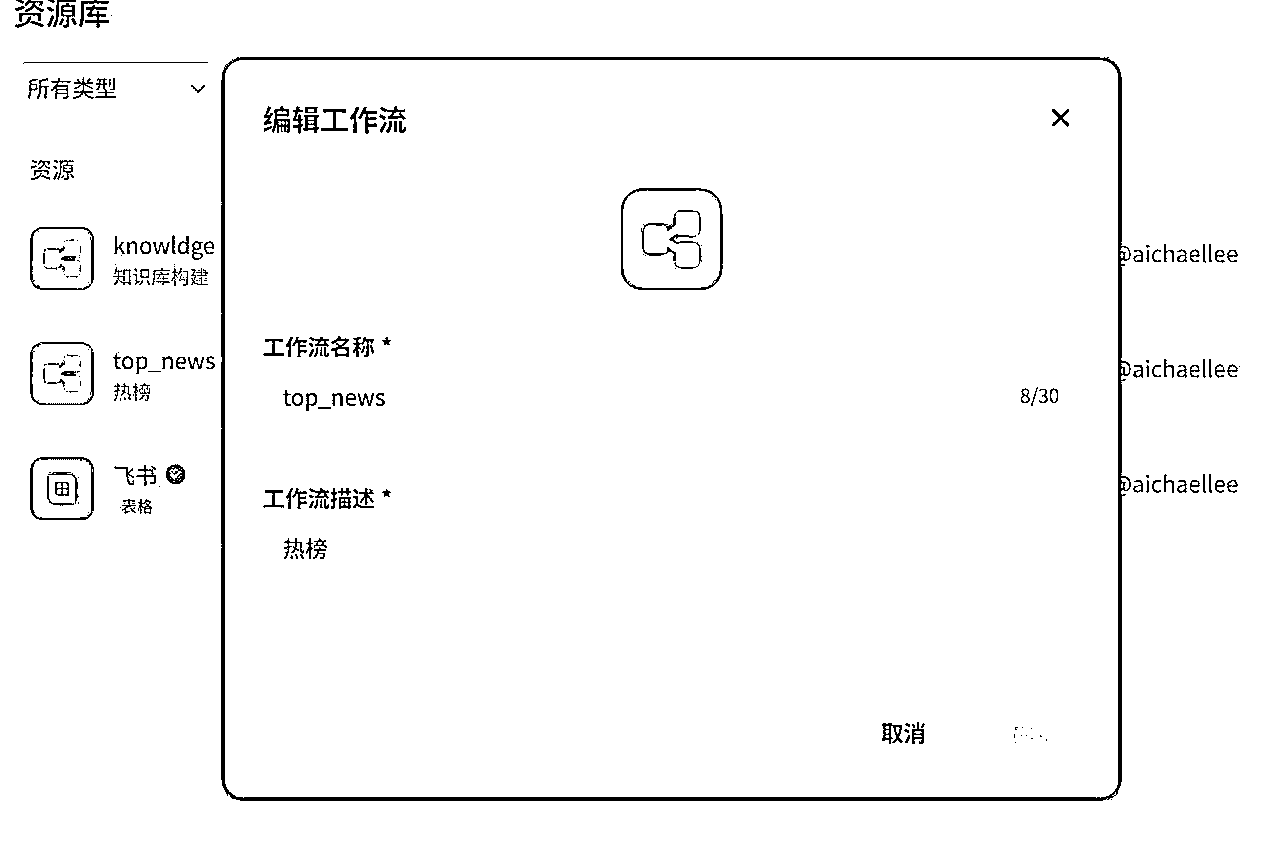 资源库
所有类型
资源
knowldge
知识库构建
top_news
热榜
飞书
表格
编辑工作流
工作流名称 *
top_news
8/30
工作流描述 *
热榜
取消
@aichaellee
@aichaellee
@aichaellee